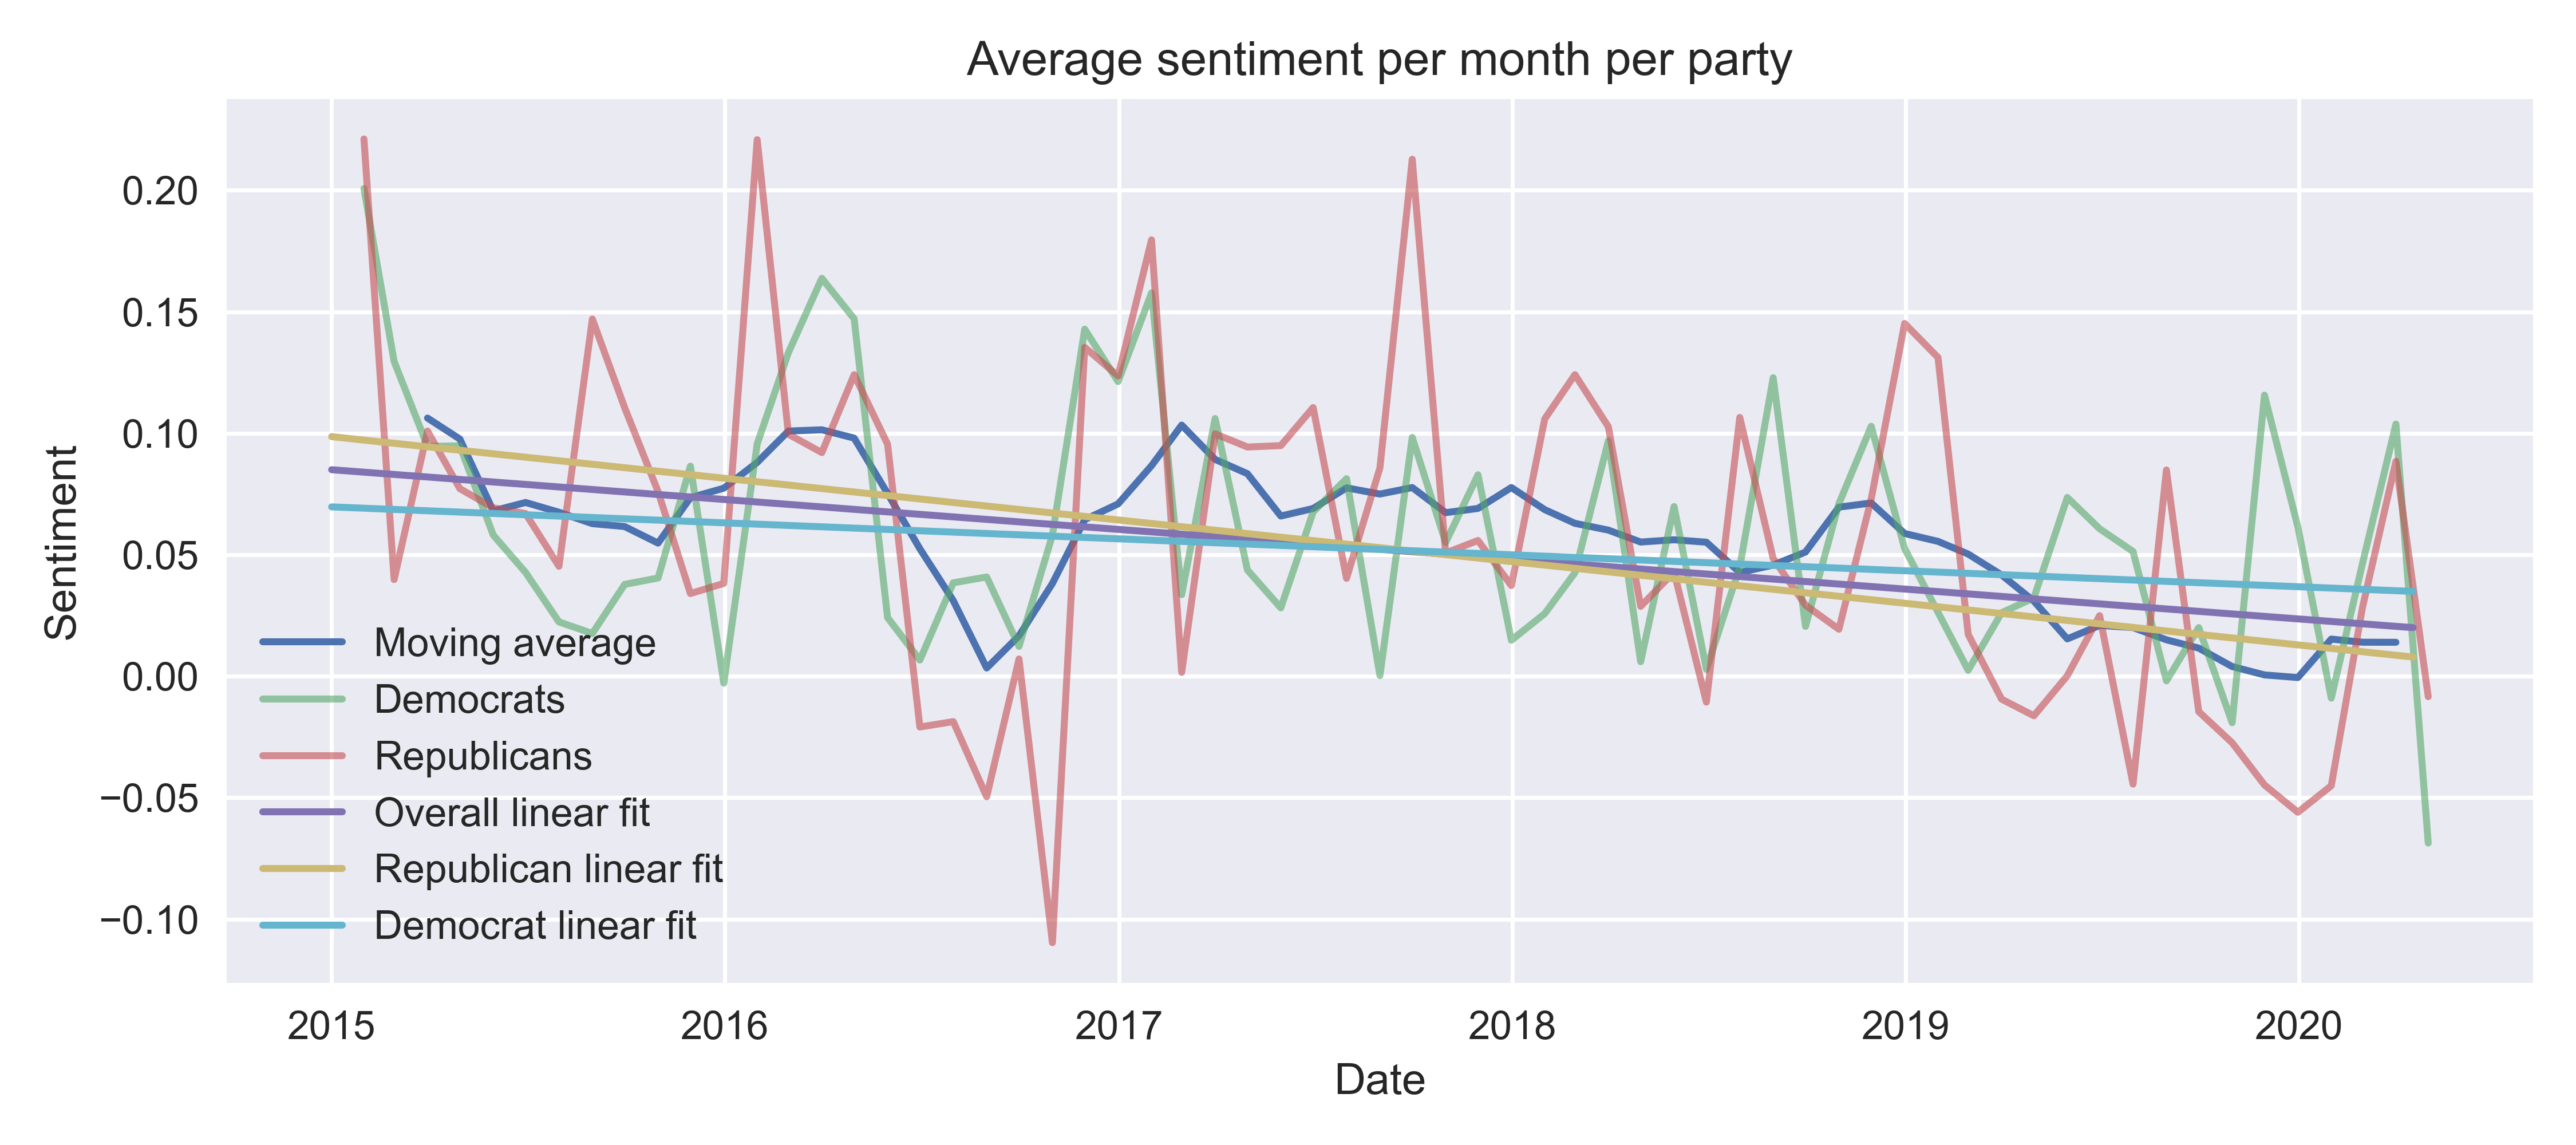 Average sentiment per month per party
Sentiment
0.20
0.15
0.10
0.05
0.00
−0.05
−0.10
Moving average
Democrats
Republicans
Overall linear fit
Republican linear fit
Democrat linear fit
2015 2016 2017 2018 2019 2020
Date